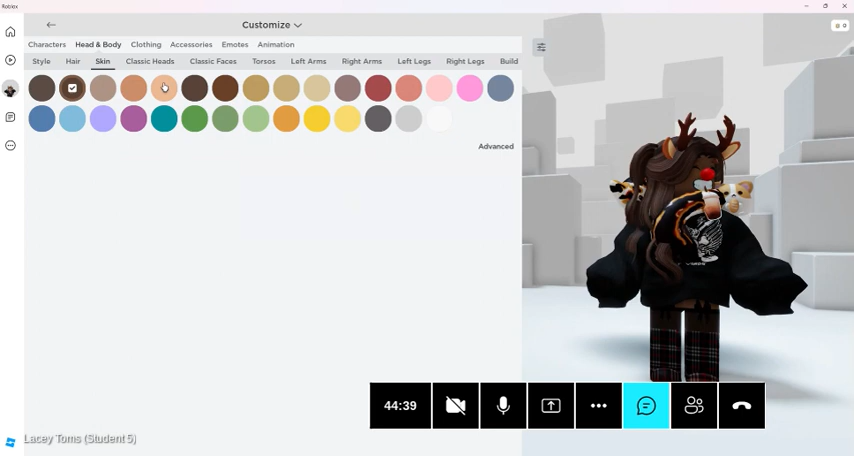 Roblox
Customize
0
Characters Head & Body Clothing Accessories Emotes Animation
Style Hair Skin Classic Heads Classic Faces Torsos Left Arms Right Arms Left Legs Right Legs Build
Advanced
44:39
Lacey Toms (Student 5)